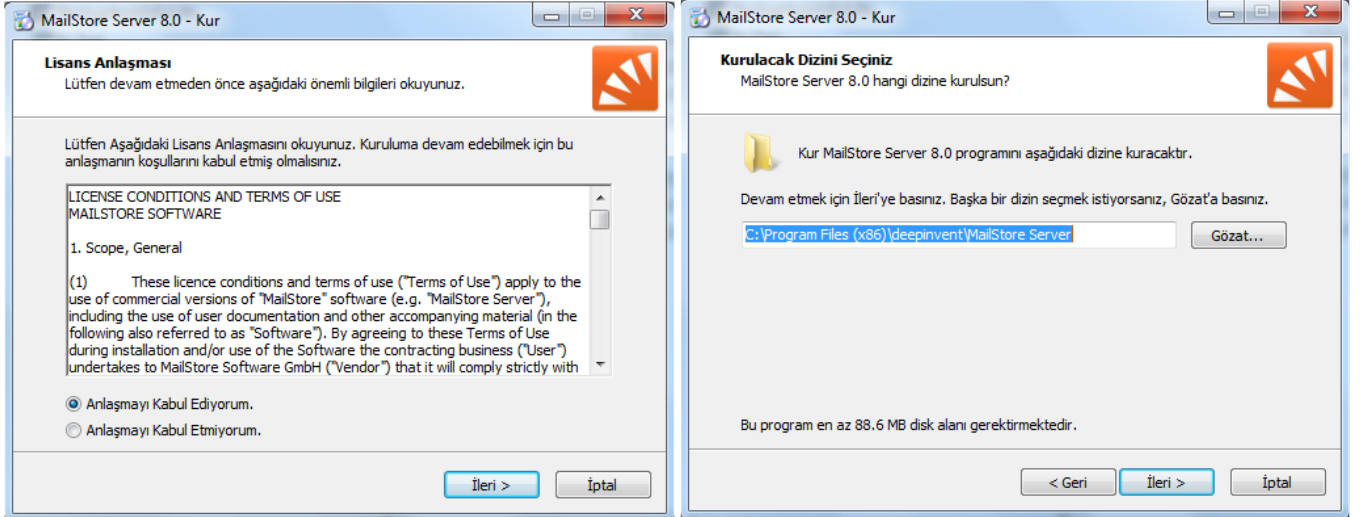 MailStore Server 8.0 - Kur
Lisans Anlaşması
Lütfen devam etmeden önce aşağıdaki önemli bilgileri okuyunuz.
Lütfen Aşağıdaki Lisans Anlaşmasını okuyunuz. Kuruluma devam edebilmek için bu
anlaşmanın koşullarını kabul etmiş olmalısınız.
LICENSE CONDITIONS AND TERMS OF USE
MAILSTORE SOFTWARE
1. Scope, General
(1) These licence conditions and terms of use ("Terms of Use") apply to the
use of commercial versions of "MailStore" software (e.g. "MailStore Server"),
including the use of user documentation and other accompanying material (in the
following also referred to as "Software"). By agreeing to these Terms of Use
during installation and/or use of the Software the contracting business ("User")
undertakes to MailStore Software GmbH ("Vendor") that it will comply strictly with
Anlaşmayı Kabul Ediyorum.
Anlaşmayı Kabul Etmiyorum.
İleri >
İptal
MailStore Server 8.0 - Kur
Kurulacak Dizini Seçiniz
MailStore Server 8.0 hangi dizine kurulsun?
Kur MailStore Server 8.0 programını aşağıdaki dizine kuracaktır.
Devam etmek için İleri'ye basınız. Başka bir dizin seçmek istiyorsanız, Gözat'a basınız.
C:\Program Files (x86)\deepinvent\MailStore Server
Gözat...
Bu program en az 88.6 MB disk alanı gerektirmektedir.
< Geri
İleri >
İptal